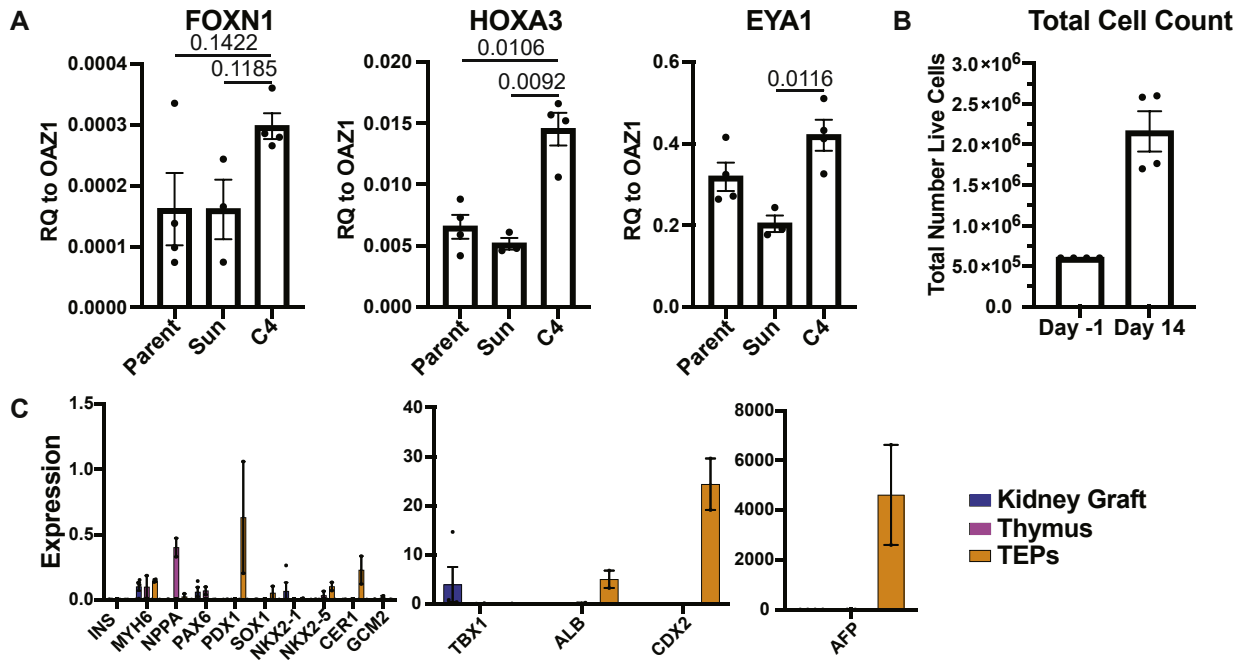 A
FOXN1
0.1422
0.1185
0.0004
0.0003
0.0002
0.0001
0.0000
RQ to OAZ1
Parent
Sun
C4
HOXA3
0.0106
0.0092
0.020
0.015
0.010
0.005
0.000
RQ to OAZ1
Parent
Sun
C4
EYA1
0.0116
0.6
0.4
0.2
0.0
RQ to OAZ1
Parent
Sun
C4
B
Total Cell Count
3.0×10⁶
2.5×10⁶
2.0×10⁶
1.5×10⁶
1.0×10⁶
5.0×10⁵
0.0
Total Number Live Cells
Day -1 Day 14
C
Expression
1.5
1.0
0.5
0.0
INS
MYH6
NPPA
PAX6
PDX1
SOX1
NKX2-1
NKX2-5
CER1
GCM2
40
30
20
10
0
TBX1
ALB
CDX2
8000
6000
4000
2000
0
AFP
Kidney Graft
Thymus
TEPs